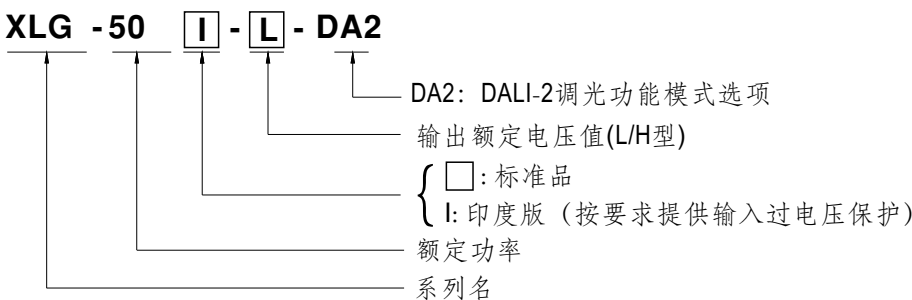 XLG - 50 I - L - DA2
DA2：DALI-2调光功能模式选项
输出额定电压值(L/H型)
□：标准品
I: 印度版（按要求提供输入过电压保护）
额定功率
系列名